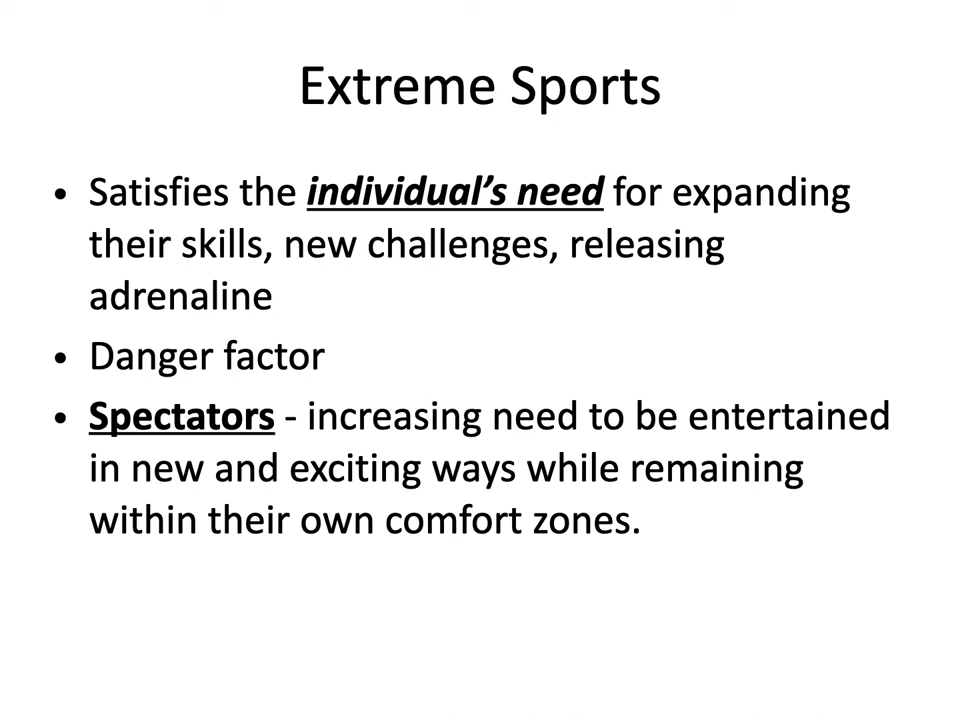 Extreme Sports
• Satisfies the individual’s need for expanding
their skills, new challenges, releasing
adrenaline
• Danger factor
• Spectators - increasing need to be entertained
in new and exciting ways while remaining
within their own comfort zones.